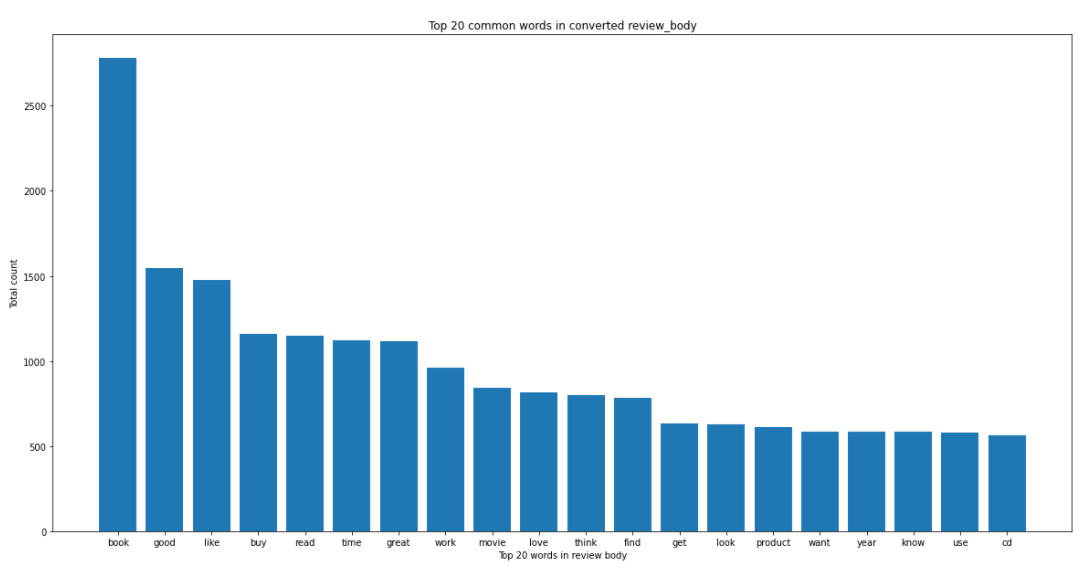 Top 20 common words in converted review_body
Total count
2500
2000
1500
1000
500
0
book good like buy read time great work movie love think find get look product want year know use cd
Top 20 words in review body